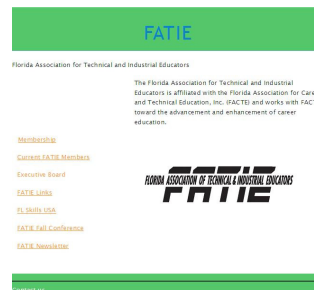 FATIE
Florida Association for Technical and Industrial Educators
The Florida Association for Technical and Industrial
Educators is affiliated with the Florida Association for Care
and Technical Education, Inc. (FACTE) and works with FACT
toward the advancement and enhancement of career
education.
Membership
Current FATIE Members
Executive Board
FATIE Links
FL Skills USA
FATIE Fall Conference
FATIE Newsletter
FLORIDA ASSOCIATION OF TECHNICAL & INDUSTRIAL EDUCATORS
FATIE
Contact us